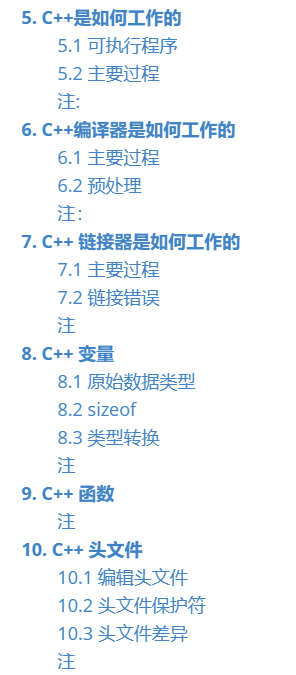 5. C++是如何工作的
5.1 可执行程序
5.2 主要过程
注:
6. C++编译器是如何工作的
6.1 主要过程
6.2 预处理
注：
7. C++ 链接器是如何工作的
7.1 主要过程
7.2 链接错误
注
8. C++ 变量
8.1 原始数据类型
8.2 sizeof
8.3 类型转换
注
9. C++ 函数
注
10. C++ 头文件
10.1 编辑头文件
10.2 头文件保护符
10.3 头文件差异
注